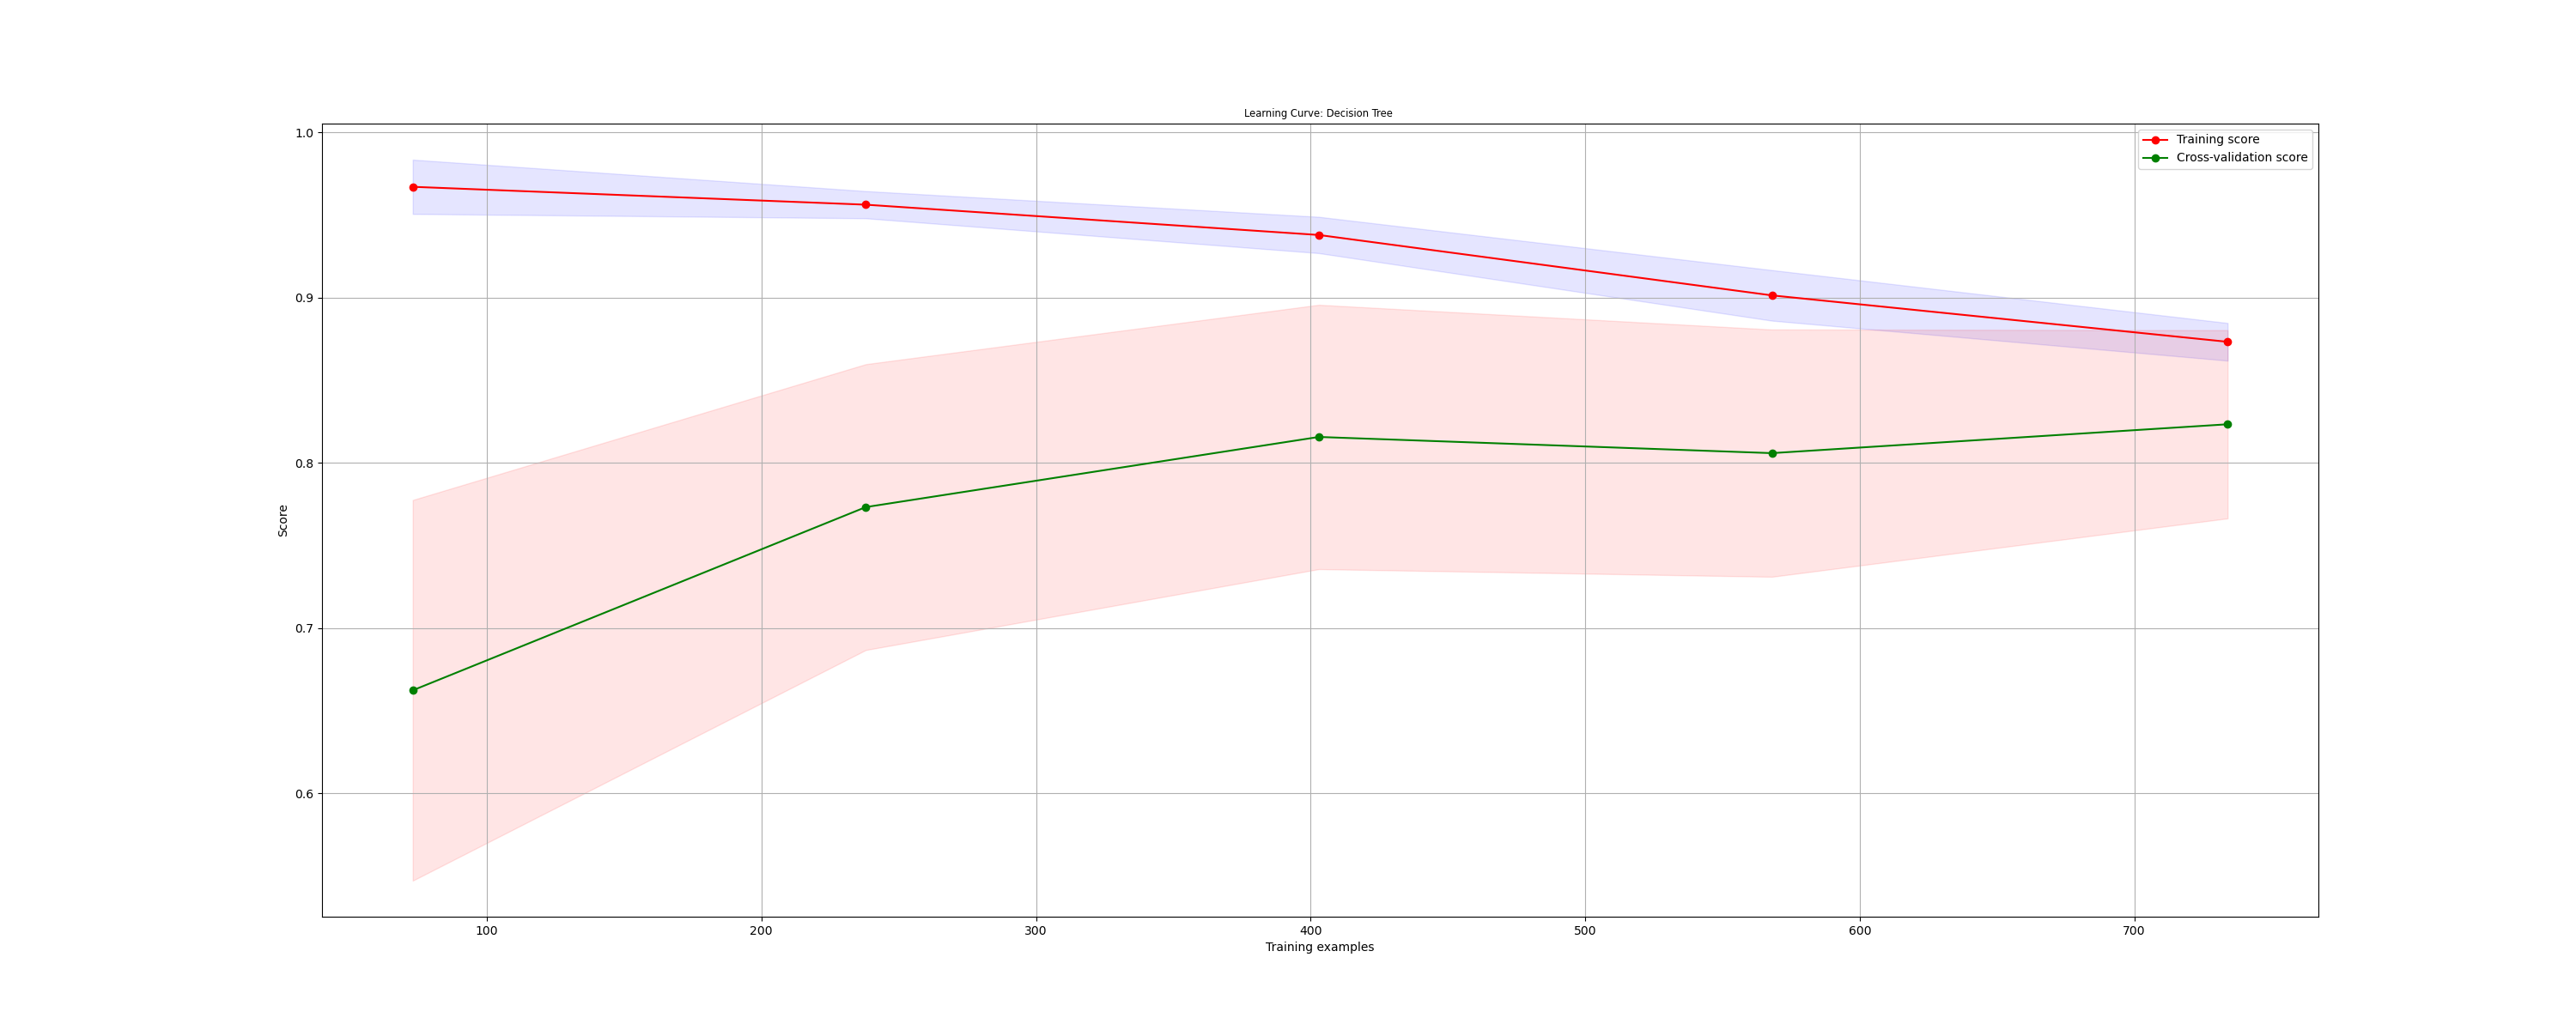 Learning Curve: Decision Tree
1.0
0.9
0.8
0.7
0.6
Score
Training score
Cross-validation score
100 200 300 400 500 600 700
Training examples